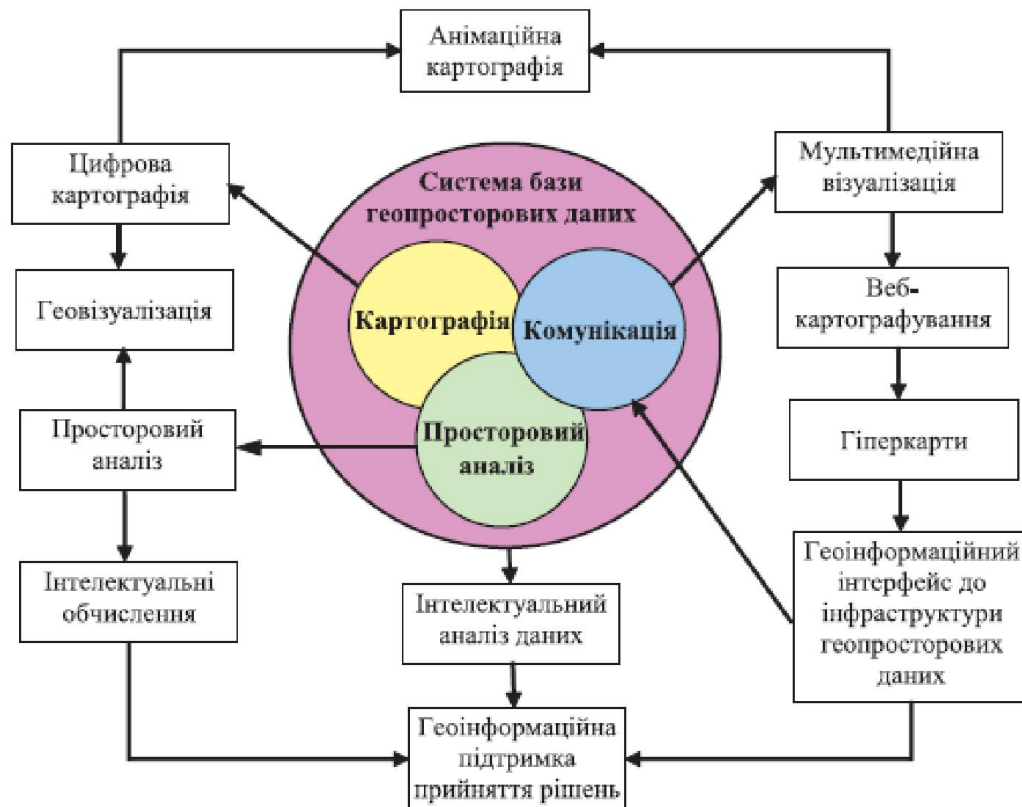 Анімаційна
картографія
Цифрова
картографія
Мультимедійна
візуалізація
Система бази
геопросторових даних
Геовізуалізація
Веб-
картографування
Картографія
Комунікація
Просторовий
аналіз
Просторовий
аналіз
Гіперкарти
Інтелектуальні
обчислення
Інтелектуальний
аналіз даних
Геоінформаційний
інтерфейс до
інфраструктури
геопросторових
даних
Геоінформаційна
підтримка
прийняття рішень